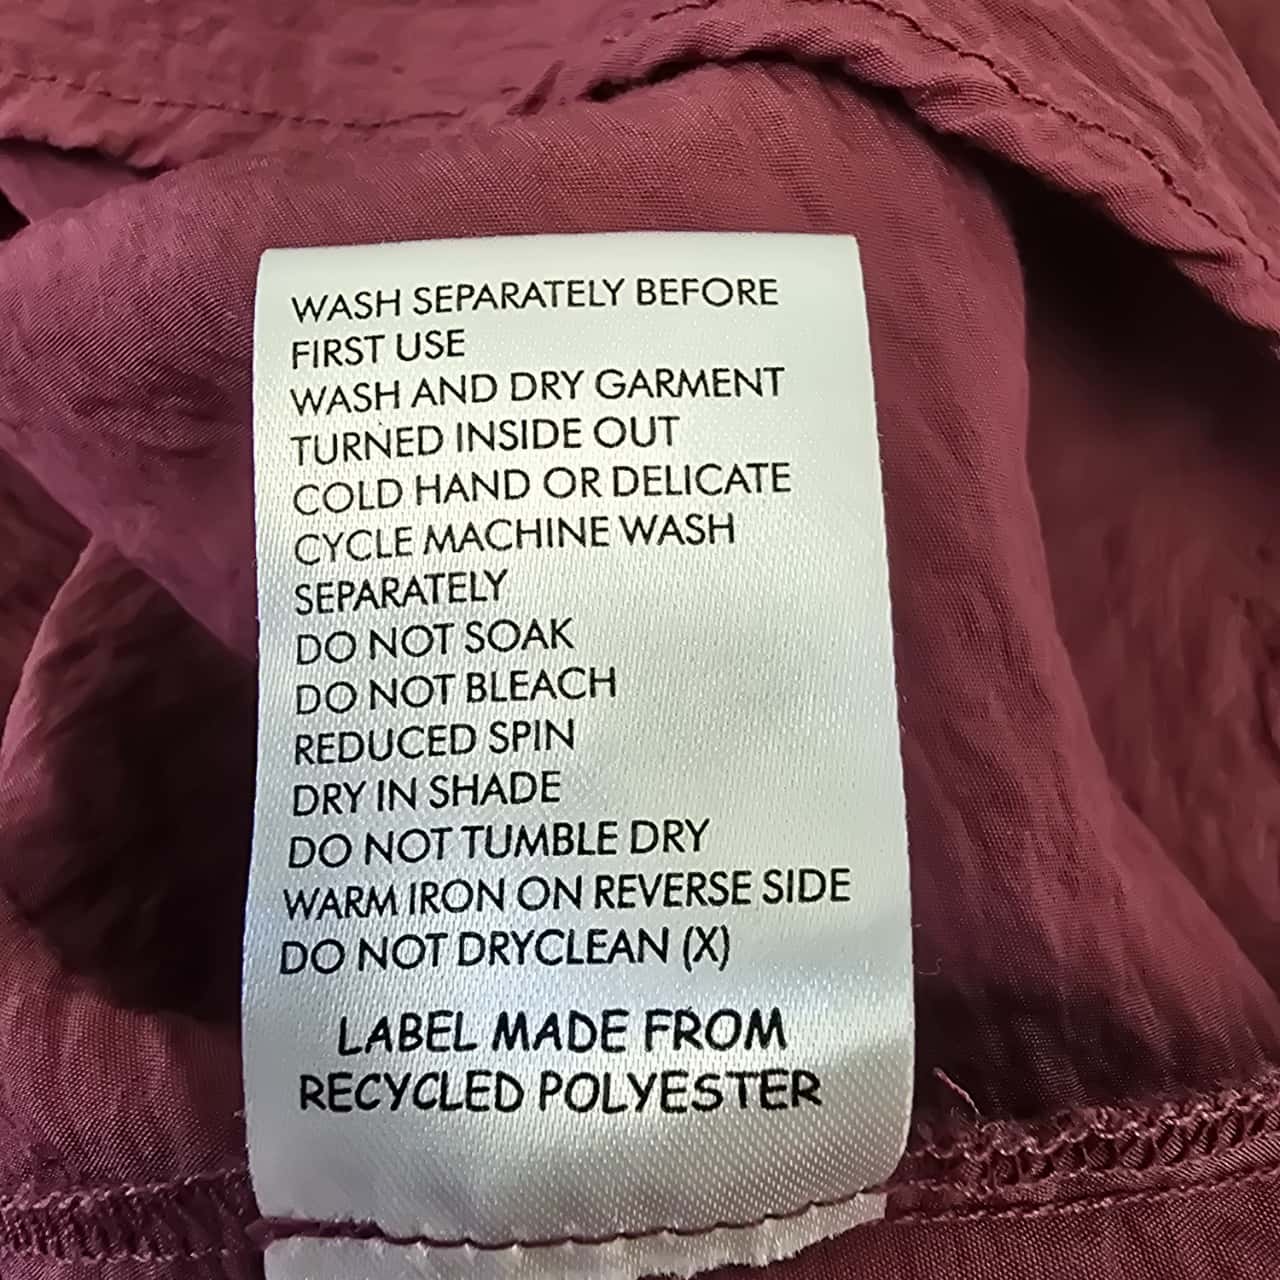 WASH SEPARATELY BEFORE
FIRST USE
WASH AND DRY GARMENT
TURNED INSIDE OUT
COLD HAND OR DELICATE
CYCLE MACHINE WASH
SEPARATELY
DO NOT SOAK
DO NOT BLEACH
REDUCED SPIN
DRY IN SHADE
DO NOT TUMBLE DRY
WARM IRON ON REVERSE SIDE
DO NOT DRYCLEAN (X)
LABEL MADE FROM
RECYCLED POLYESTER